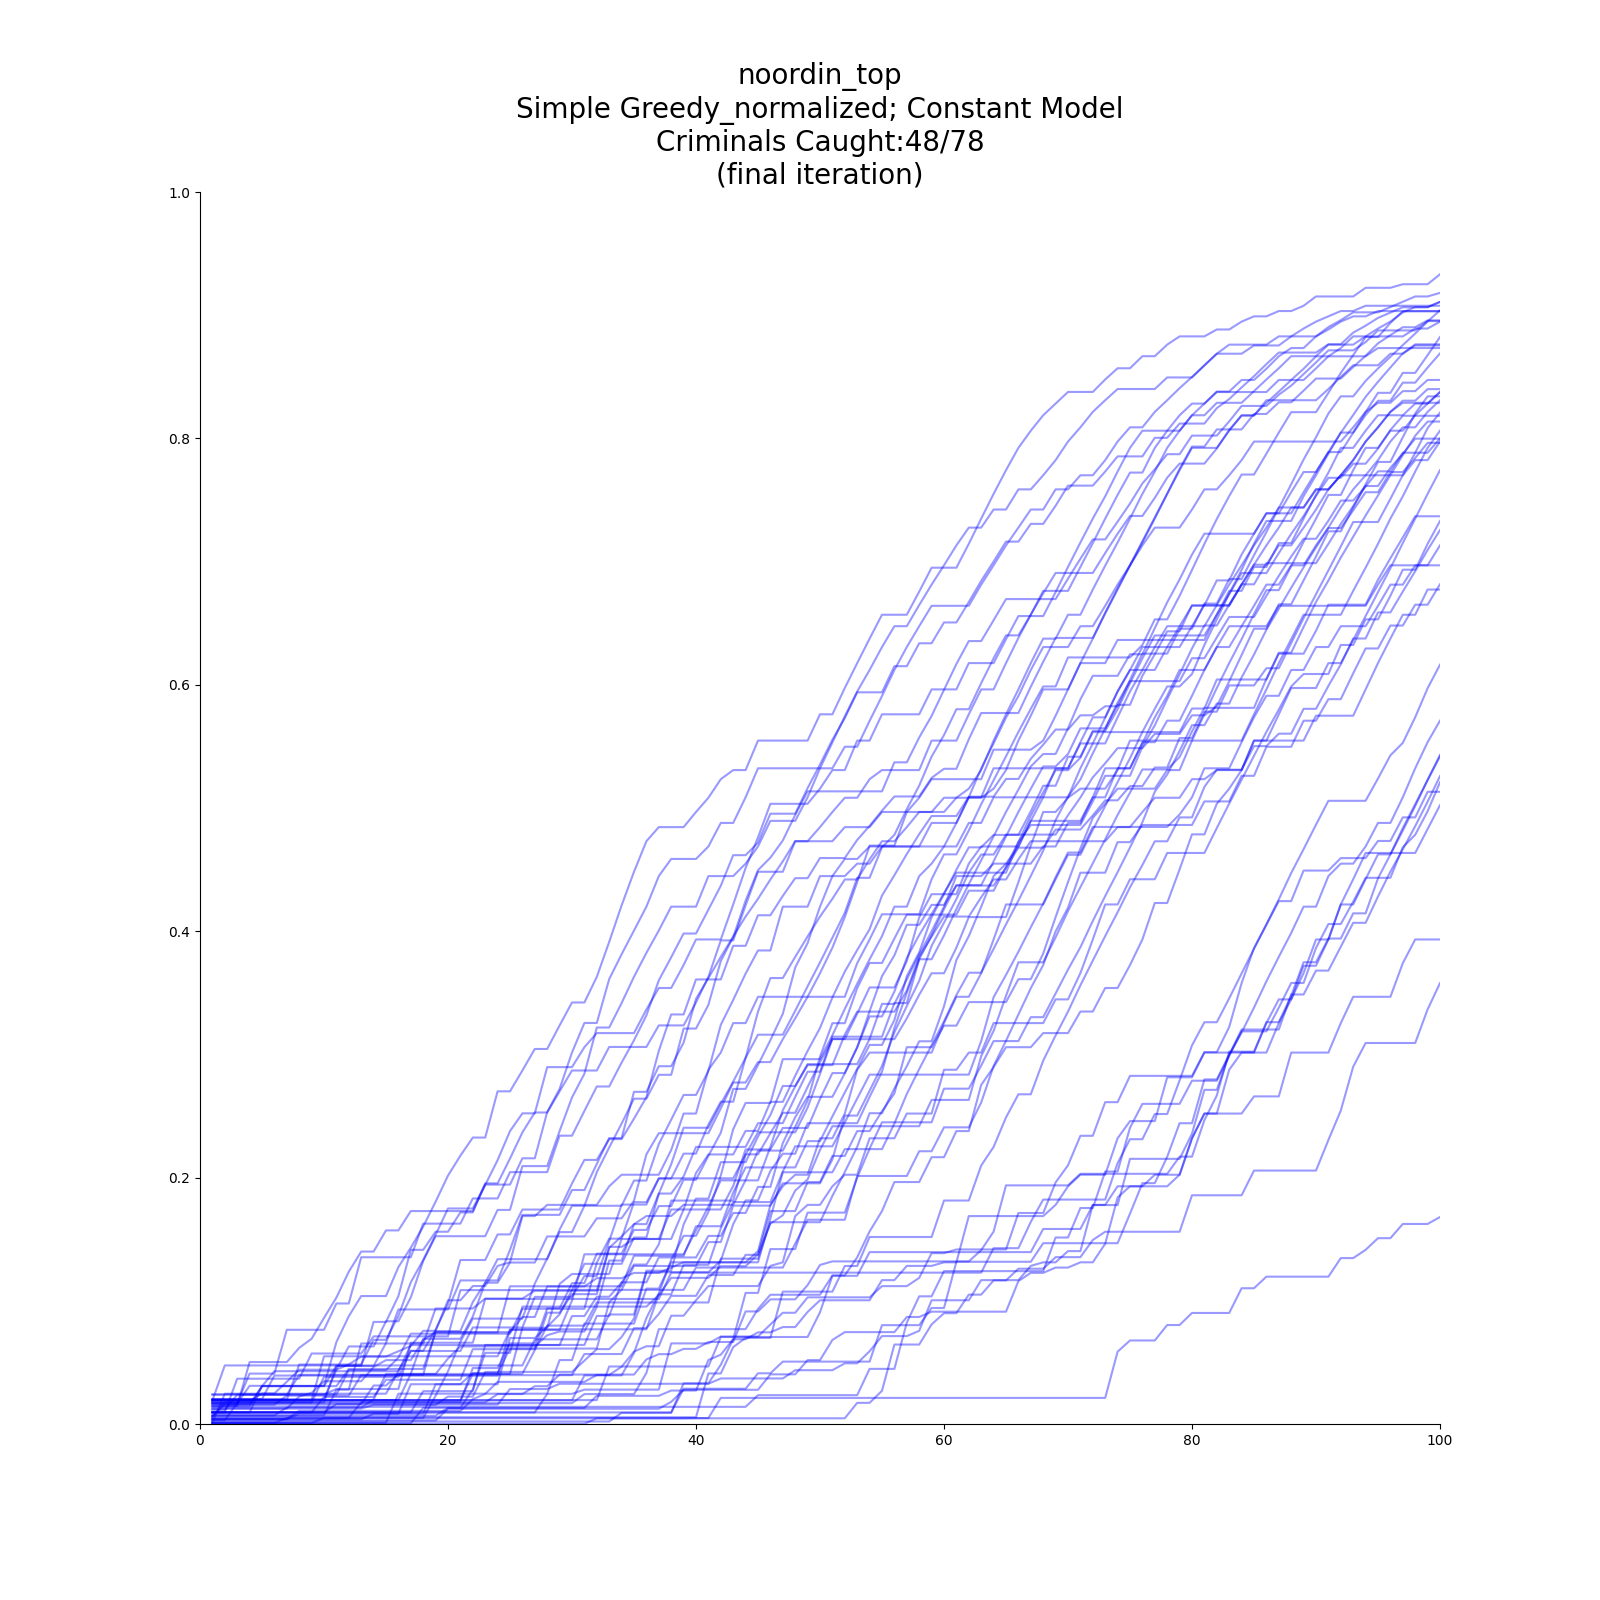 noordin_top
Simple Greedy_normalized; Constant Model
Criminals Caught:48/78
(final iteration)
1.0
0.8
0.6
0.4
0.2
0.0
0 20 40 60 80 100